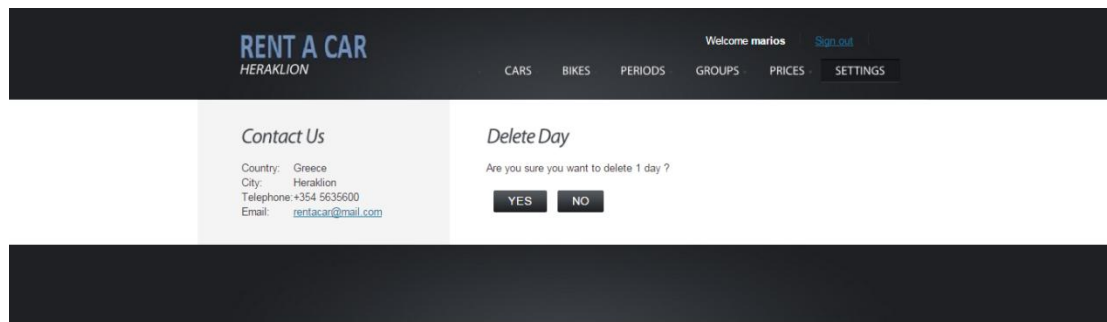 RENT A CAR
HERAKLION
Welcome marios Sign out
CARS BIKES PERIODS GROUPS PRICES SETTINGS
Contact Us
Country: Greece
City: Heraklion
Telephone:+354 5635600
Email: rentacar@mail.com
Delete Day
Are you sure you want to delete 1 day ?
YES NO